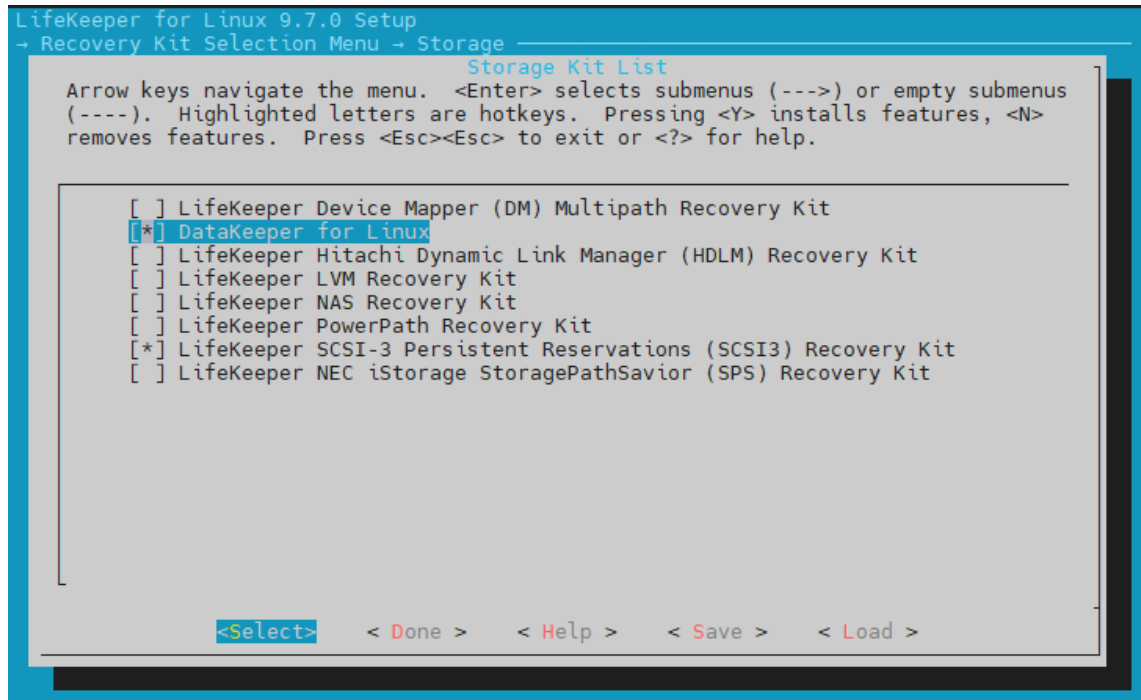 LifeKeeper for Linux 9.7.0 Setup
→ Recovery Kit Selection Menu → Storage
Storage Kit List
Arrow keys navigate the menu.  <Enter> selects submenus (--->) or empty submenus
(----).  Highlighted letters are hotkeys.  Pressing <Y> installs features, <N>
removes features.  Press <Esc><Esc> to exit or <?> for help.
[ ] LifeKeeper Device Mapper (DM) Multipath Recovery Kit
[*] DataKeeper for Linux
[ ] LifeKeeper Hitachi Dynamic Link Manager (HDLM) Recovery Kit
[ ] LifeKeeper LVM Recovery Kit
[ ] LifeKeeper NAS Recovery Kit
[ ] LifeKeeper PowerPath Recovery Kit
[*] LifeKeeper SCSI-3 Persistent Reservations (SCSI3) Recovery Kit
[ ] LifeKeeper NEC iStorage StoragePathSavior (SPS) Recovery Kit
<Select>    < Done >    < Help >    < Save >    < Load >